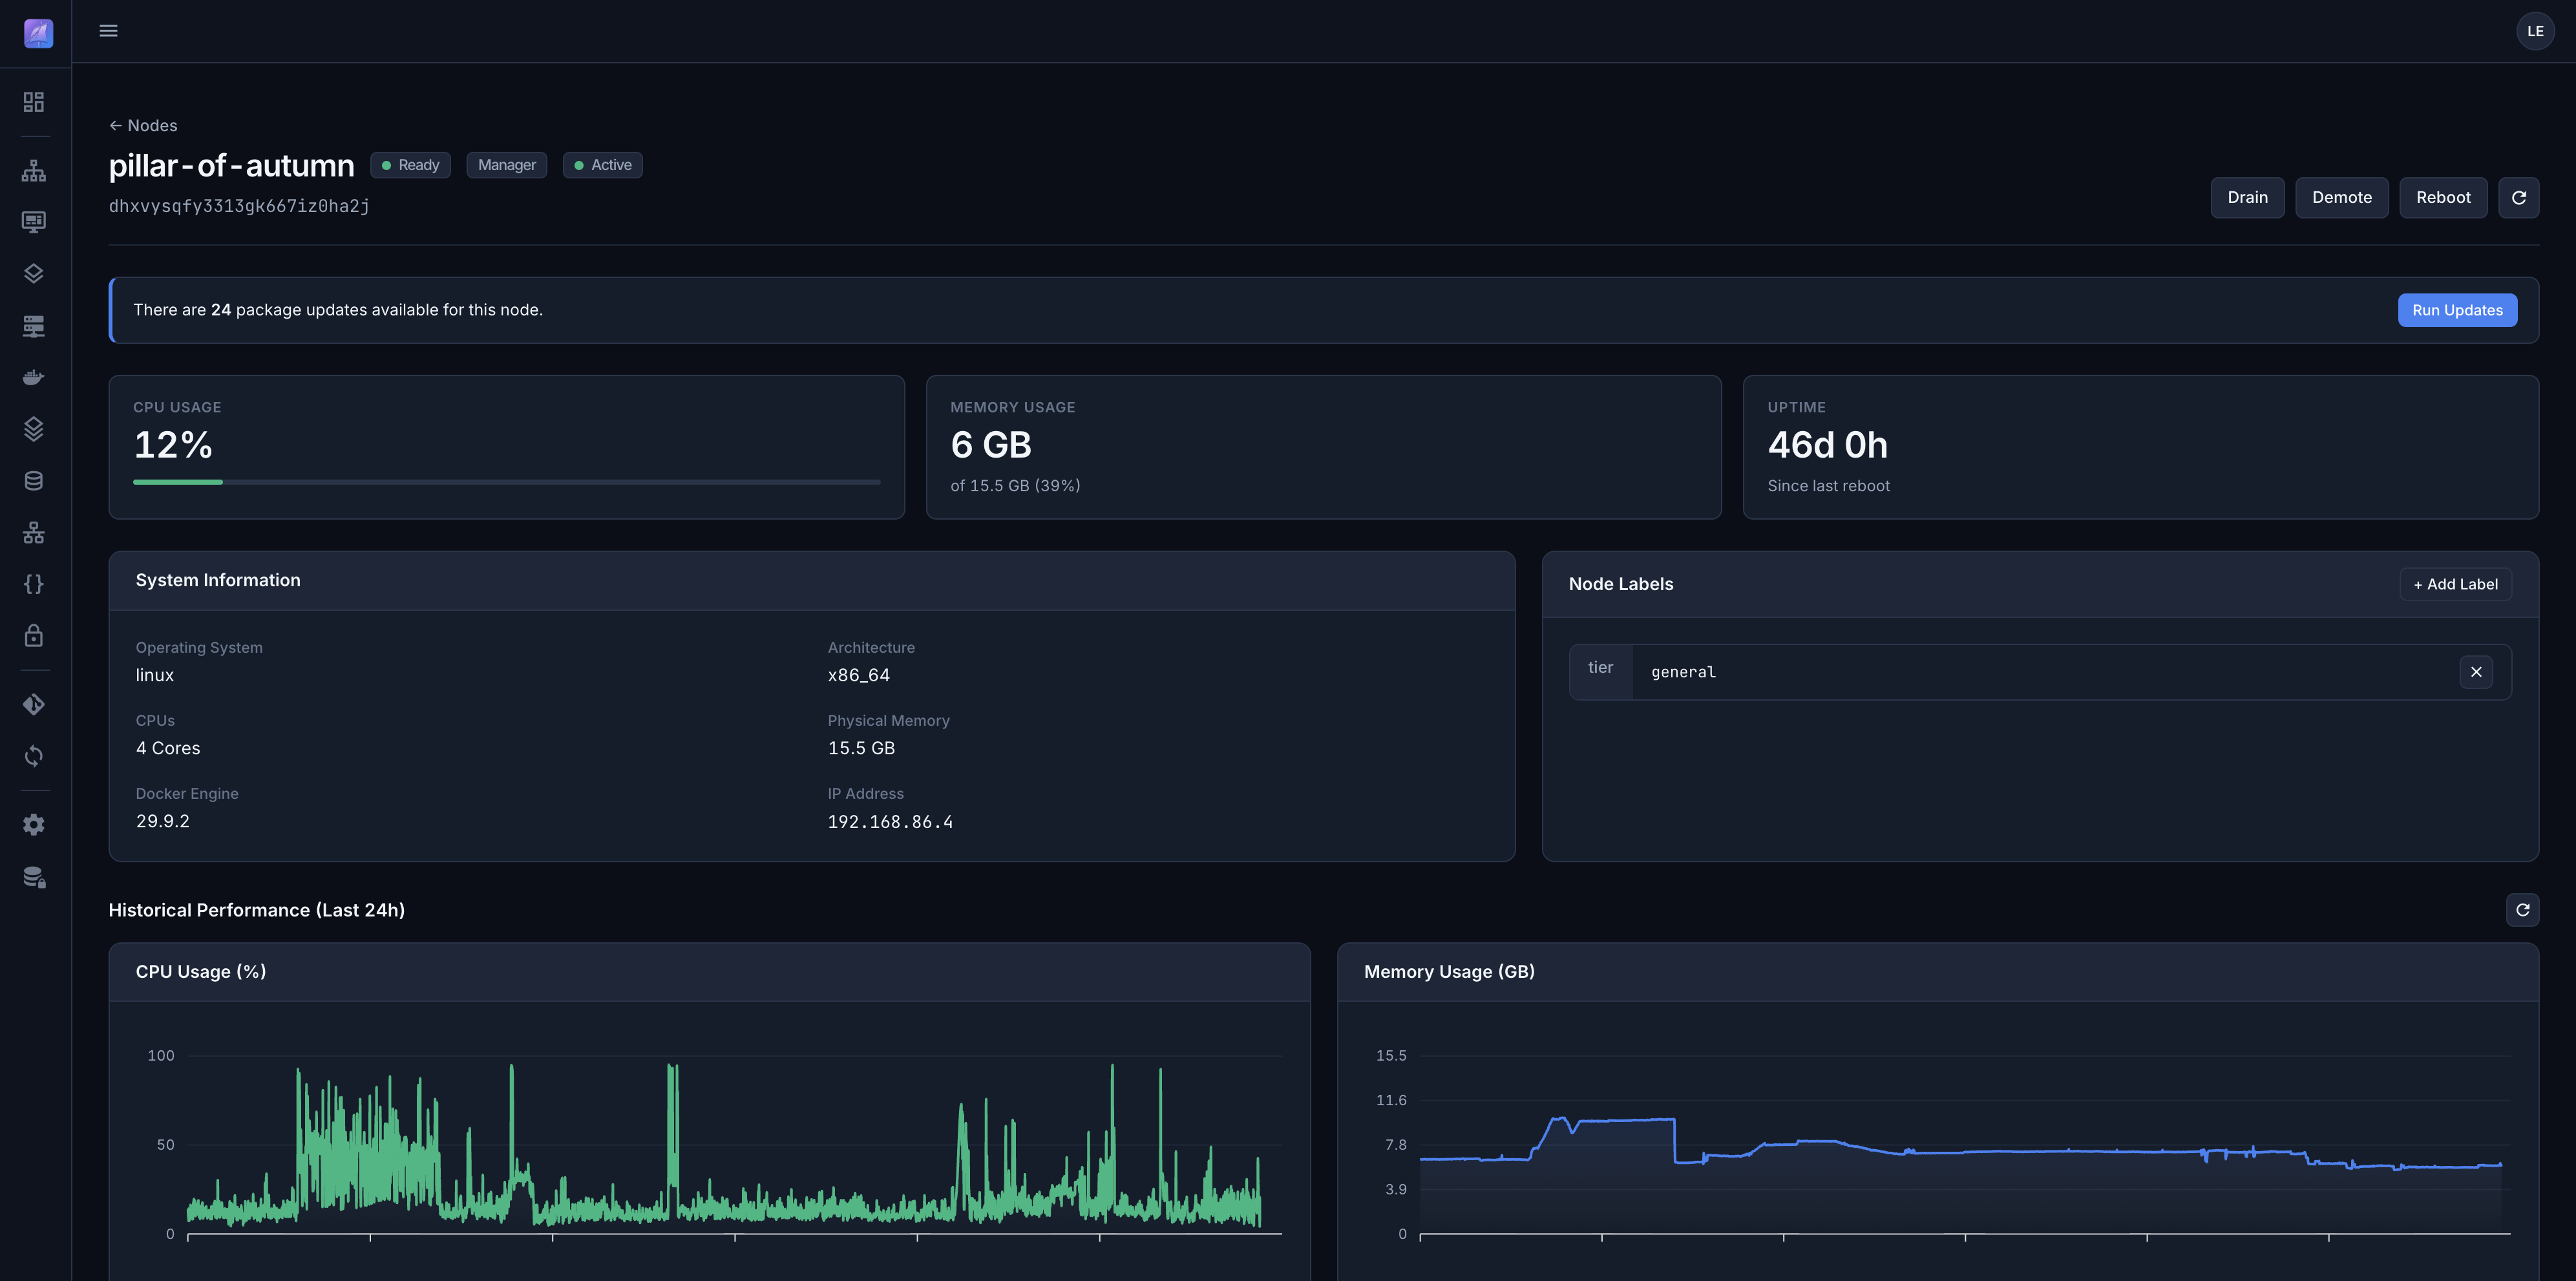 LE
← Nodes
pillar-of-autumn
Ready
Manager
Active
dhxvysqfy3313gk667iz0ha2j
Drain
Demote
Reboot
There are 24 package updates available for this node.
Run Updates
CPU USAGE
12%
MEMORY USAGE
6 GB
of 15.5 GB (39%)
UPTIME
46d 0h
Since last reboot
System Information
Operating System
linux
Architecture
x86_64
CPUs
4 Cores
Physical Memory
15.5 GB
Docker Engine
29.9.2
IP Address
192.168.86.4
Node Labels
+ Add Label
tier
general
Historical Performance (Last 24h)
CPU Usage (%)
100
50
0
Memory Usage (GB)
15.5
11.6
7.8
3.9
0